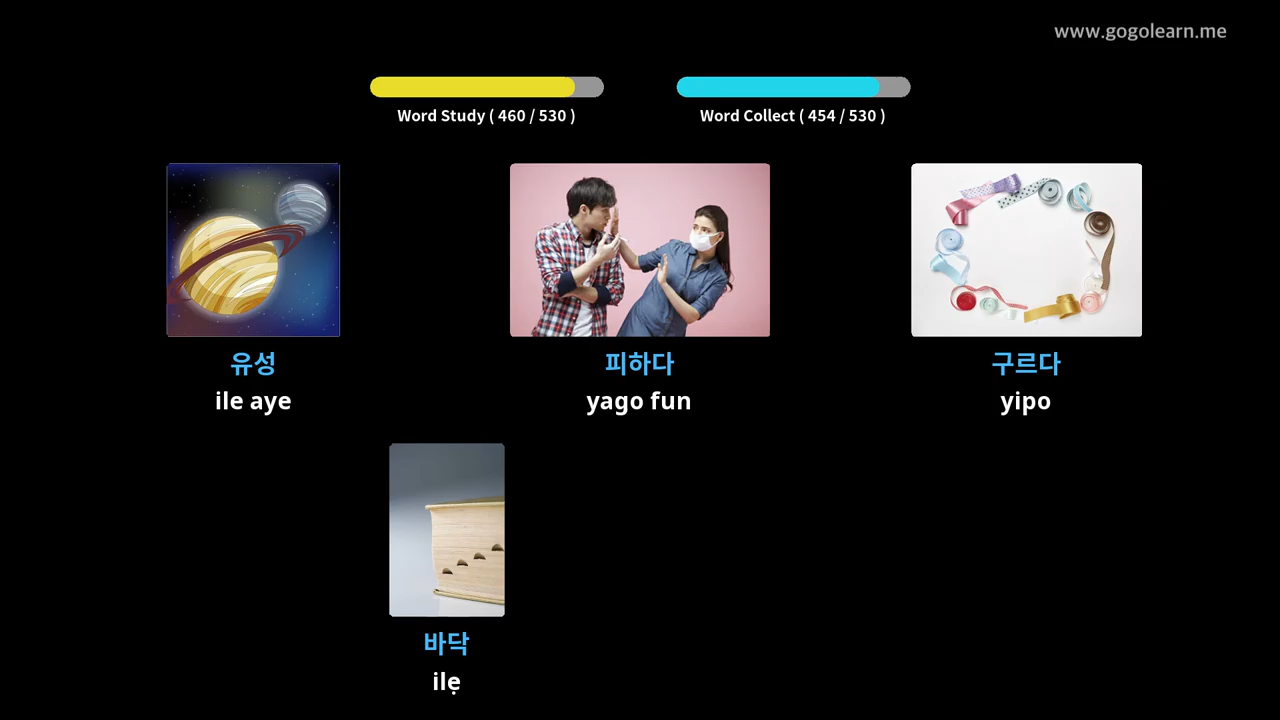 www.gogolearn.me
Word Study ( 460 / 530 )
Word Collect ( 454 / 530 )
유성
ile aye
피하다
yago fun
구르다
yipo
바닥
ilẹ